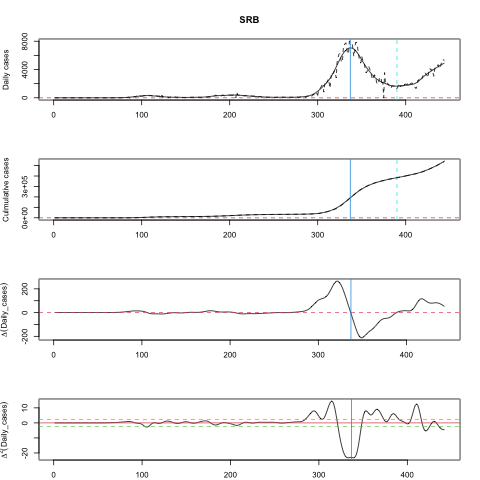 SRB
Daily cases
0 4000 8000
0 100 200 300 400
Culmulative cases
0e+00 3e+05
0 100 200 300 400
Δ(Daily_cases)
-200 0 200
0 100 200 300 400
Δ²(Daily_cases)
-20 0 10
0 100 200 300 400